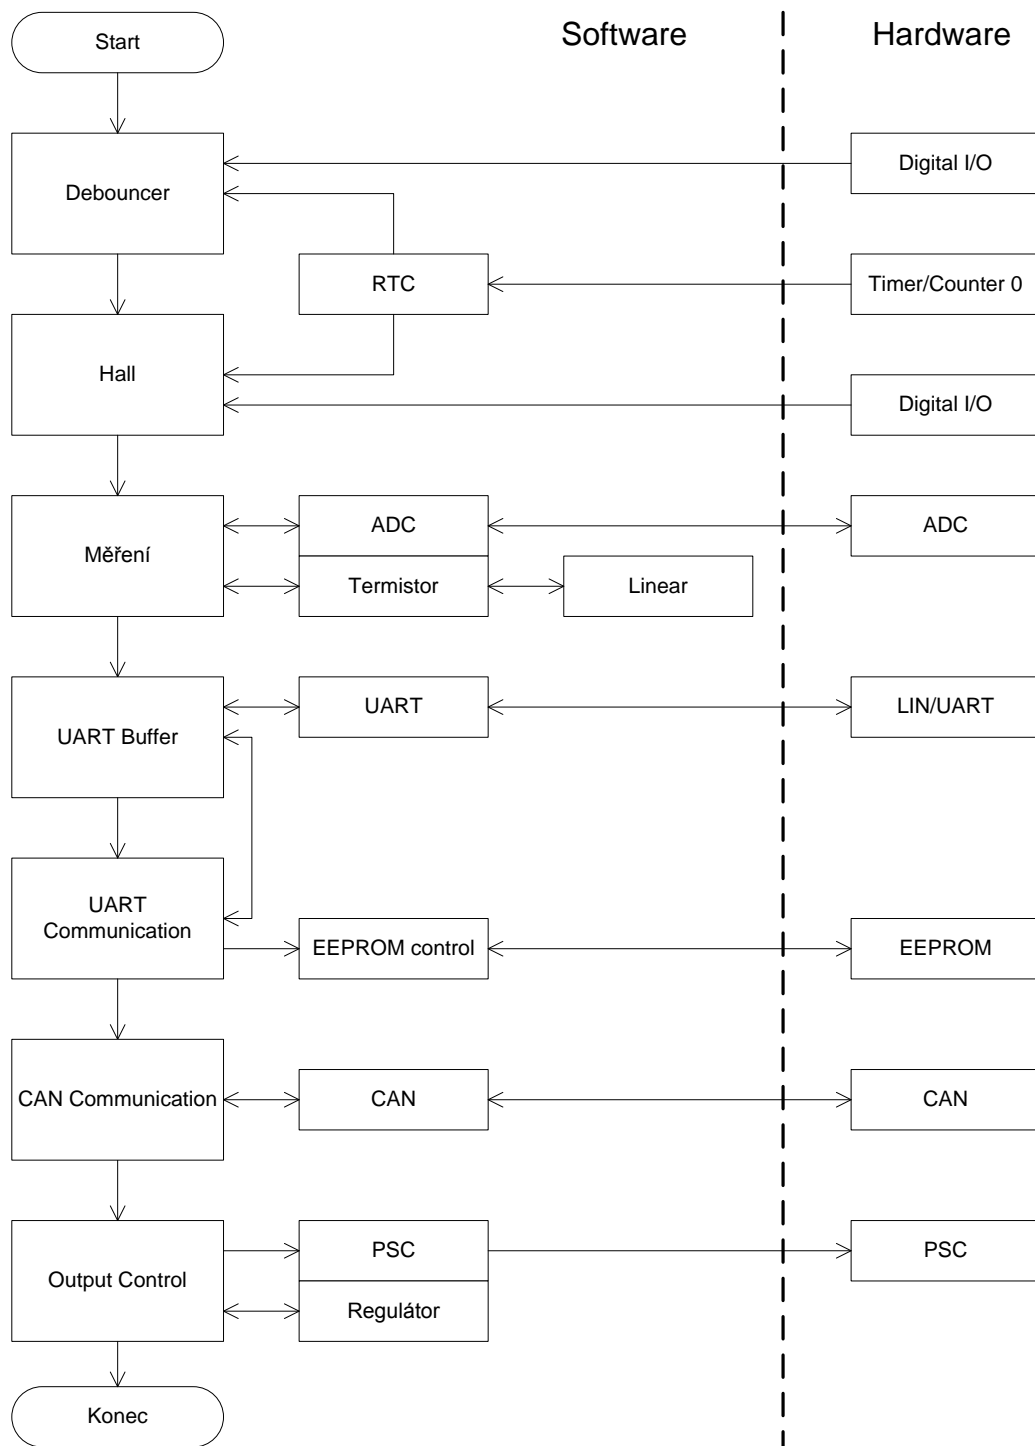 Start
Software
Hardware
Digital I/O
Debouncer
RTC
Timer/Counter 0
Hall
Digital I/O
ADC
ADC
Měření
Termistor
Linear
UART
LIN/UART
UART Buffer
UART
Communication
EEPROM control
EEPROM
CAN Communication
CAN
CAN
PSC
PSC
Output Control
Regulátor
Konec